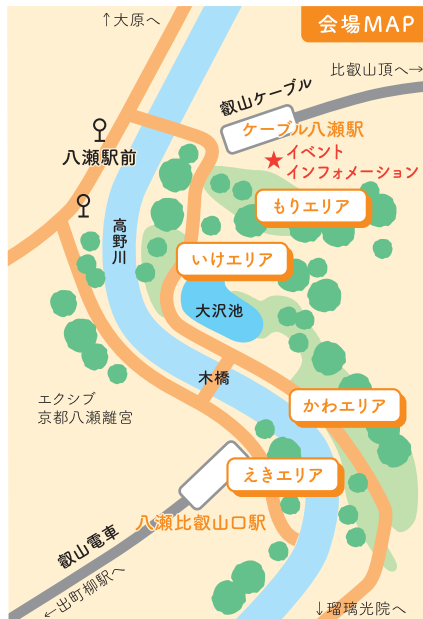 会場MAP
↑大原へ
比叡山頂へ→
叡山ケーブル
ケーブル八瀬駅
★イベント
インフォメーション
八瀬駅前
もりエリア
高野川
いけエリア
大沢池
木橋
エクシブ
京都八瀬離宮
かわエリア
えきエリア
八瀬比叡山口駅
叡山電車
←出町柳駅へ
↓瑠璃光院へ